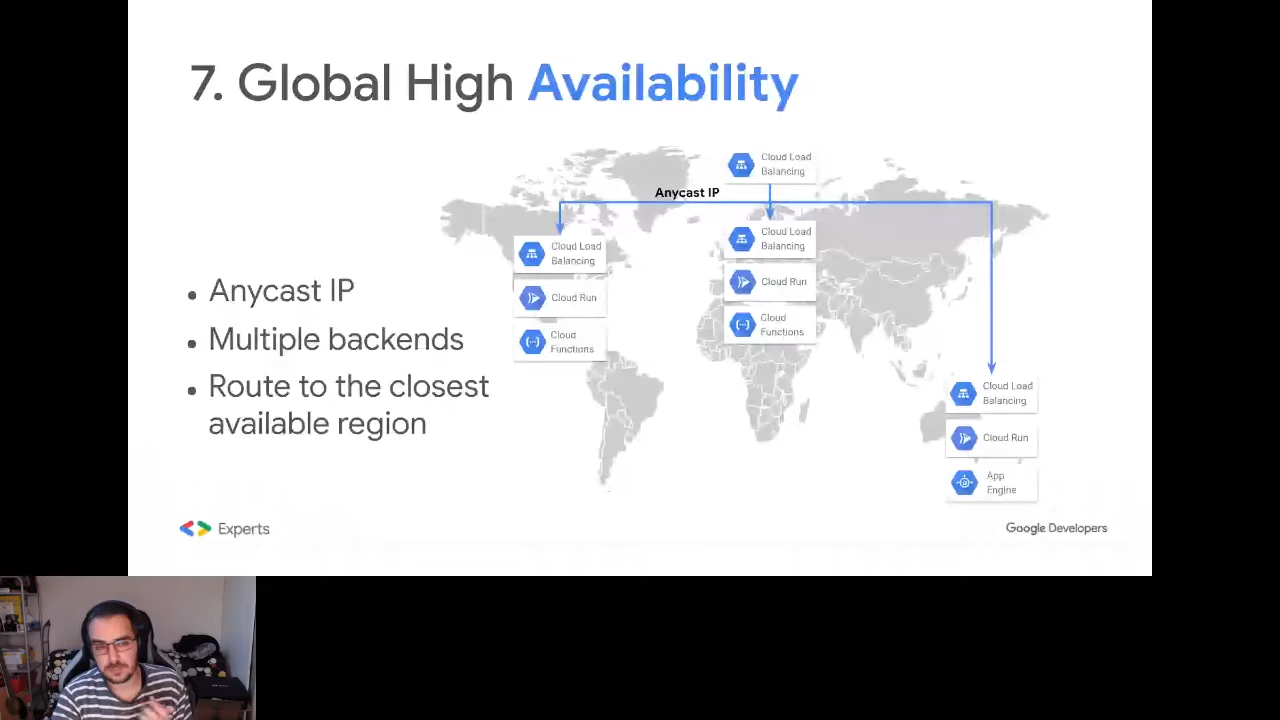 7. Global High Availability
Cloud Load
Balancing
Anycast IP
Cloud Load
Balancing
Cloud Run
Cloud
Functions
Cloud Load
Balancing
Cloud Run
Cloud
Functions
Cloud Load
Balancing
Cloud Run
App
Engine
• Anycast IP
• Multiple backends
• Route to the closest
available region
Experts
Google Developers